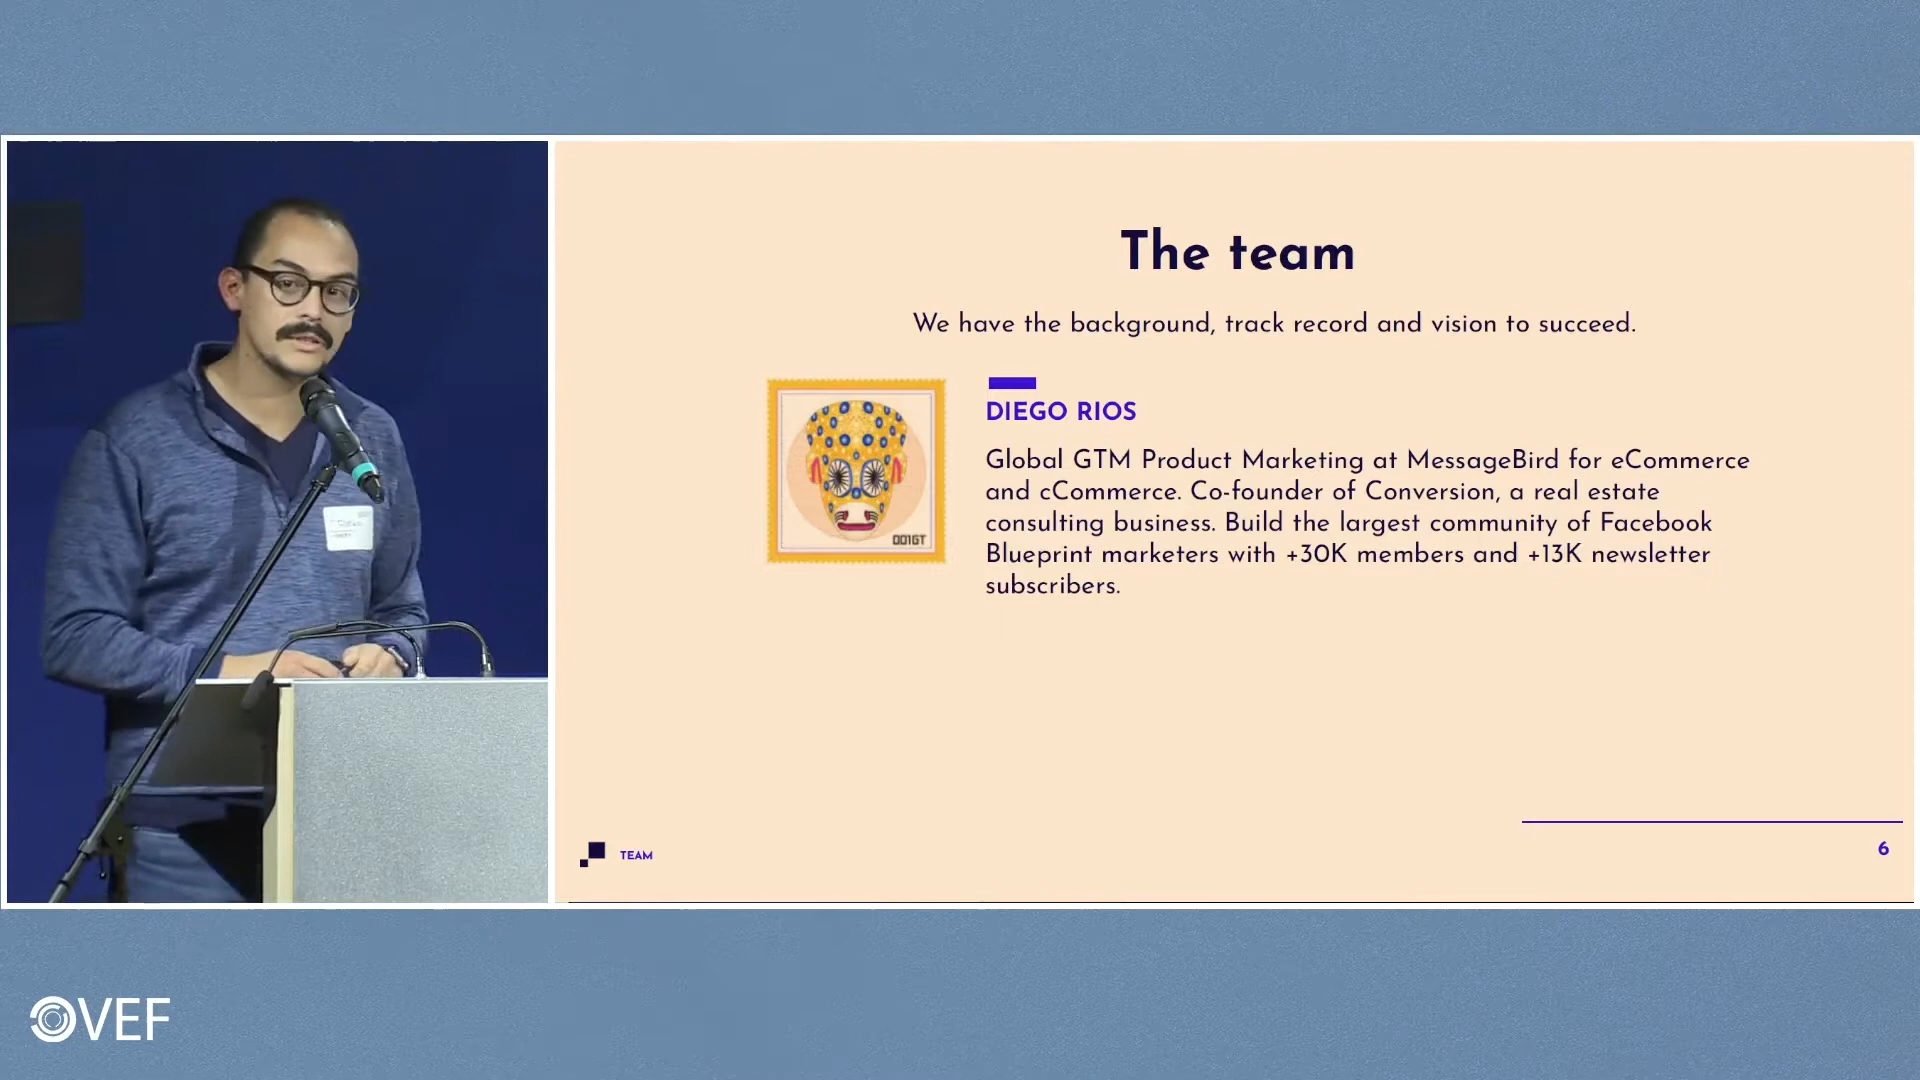 The team
We have the background, track record and vision to succeed.
DIEGO RIOS
Global GTM Product Marketing at MessageBird for eCommerce
and cCommerce. Co-founder of Conversion, a real estate
consulting business. Build the largest community of Facebook
Blueprint marketers with +30K members and +13K newsletter
subscribers.
001GT
TEAM
6
VEF